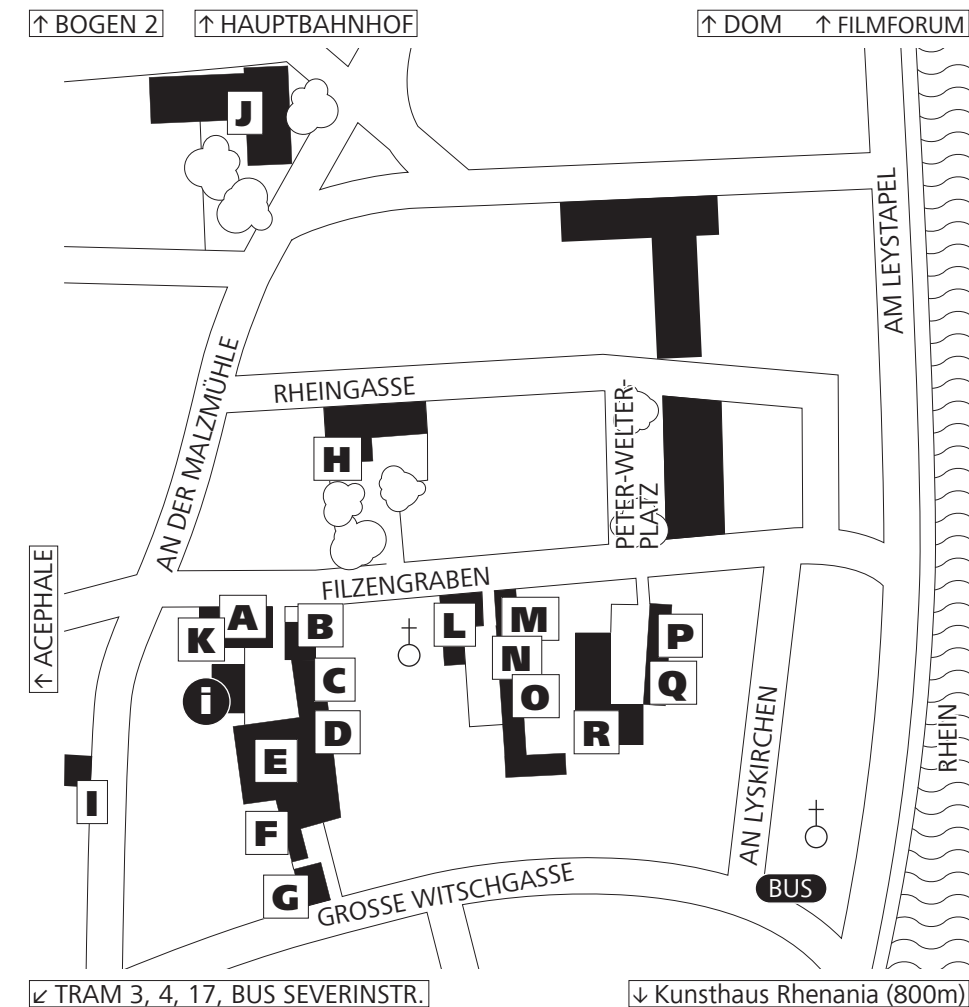 ↑ BOGEN 2
↑ HAUPTBAHNHOF
↑ DOM ↑ FILMFORUM
J
AM LEYSTAPEL
AN DER MALZMÜHLE
RHEINGASSE
H
PETER-WELTER-
PLATZ
FILZENGRABEN
↑ ACEPHALE
K
A
B
L
M
P
C
N
Q
i
O
D
R
E
I
F
G
AN LYSKIRCHEN
RHEIN
BUS
GROSSE WITSCHGASSE
↙ TRAM 3, 4, 17, BUS SEVERINSTR.
↓ Kunsthaus Rhenania (800m)